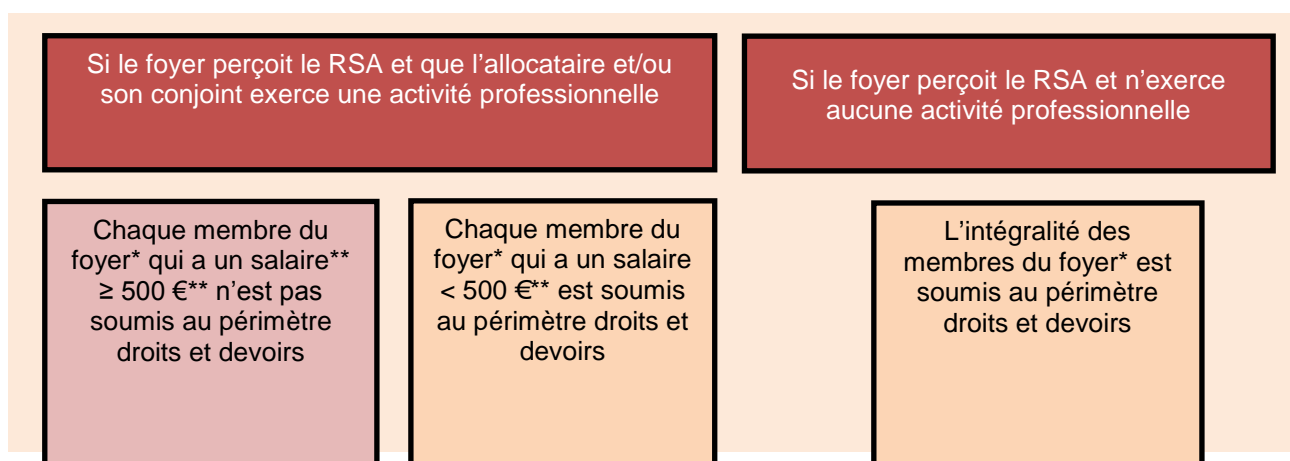 Si le foyer perçoit le RSA et que l’allocataire et/ou
son conjoint exerce une activité professionnelle
Si le foyer perçoit le RSA et n’exerce
aucune activité professionnelle
Chaque membre du
foyer* qui a un salaire**
≥ 500 €** n’est pas
soumis au périmètre
droits et devoirs
Chaque membre du
foyer* qui a un salaire
< 500 €** est soumis
au périmètre droits et
devoirs
L’intégralité des
membres du foyer* est
soumis au périmètre
droits et devoirs